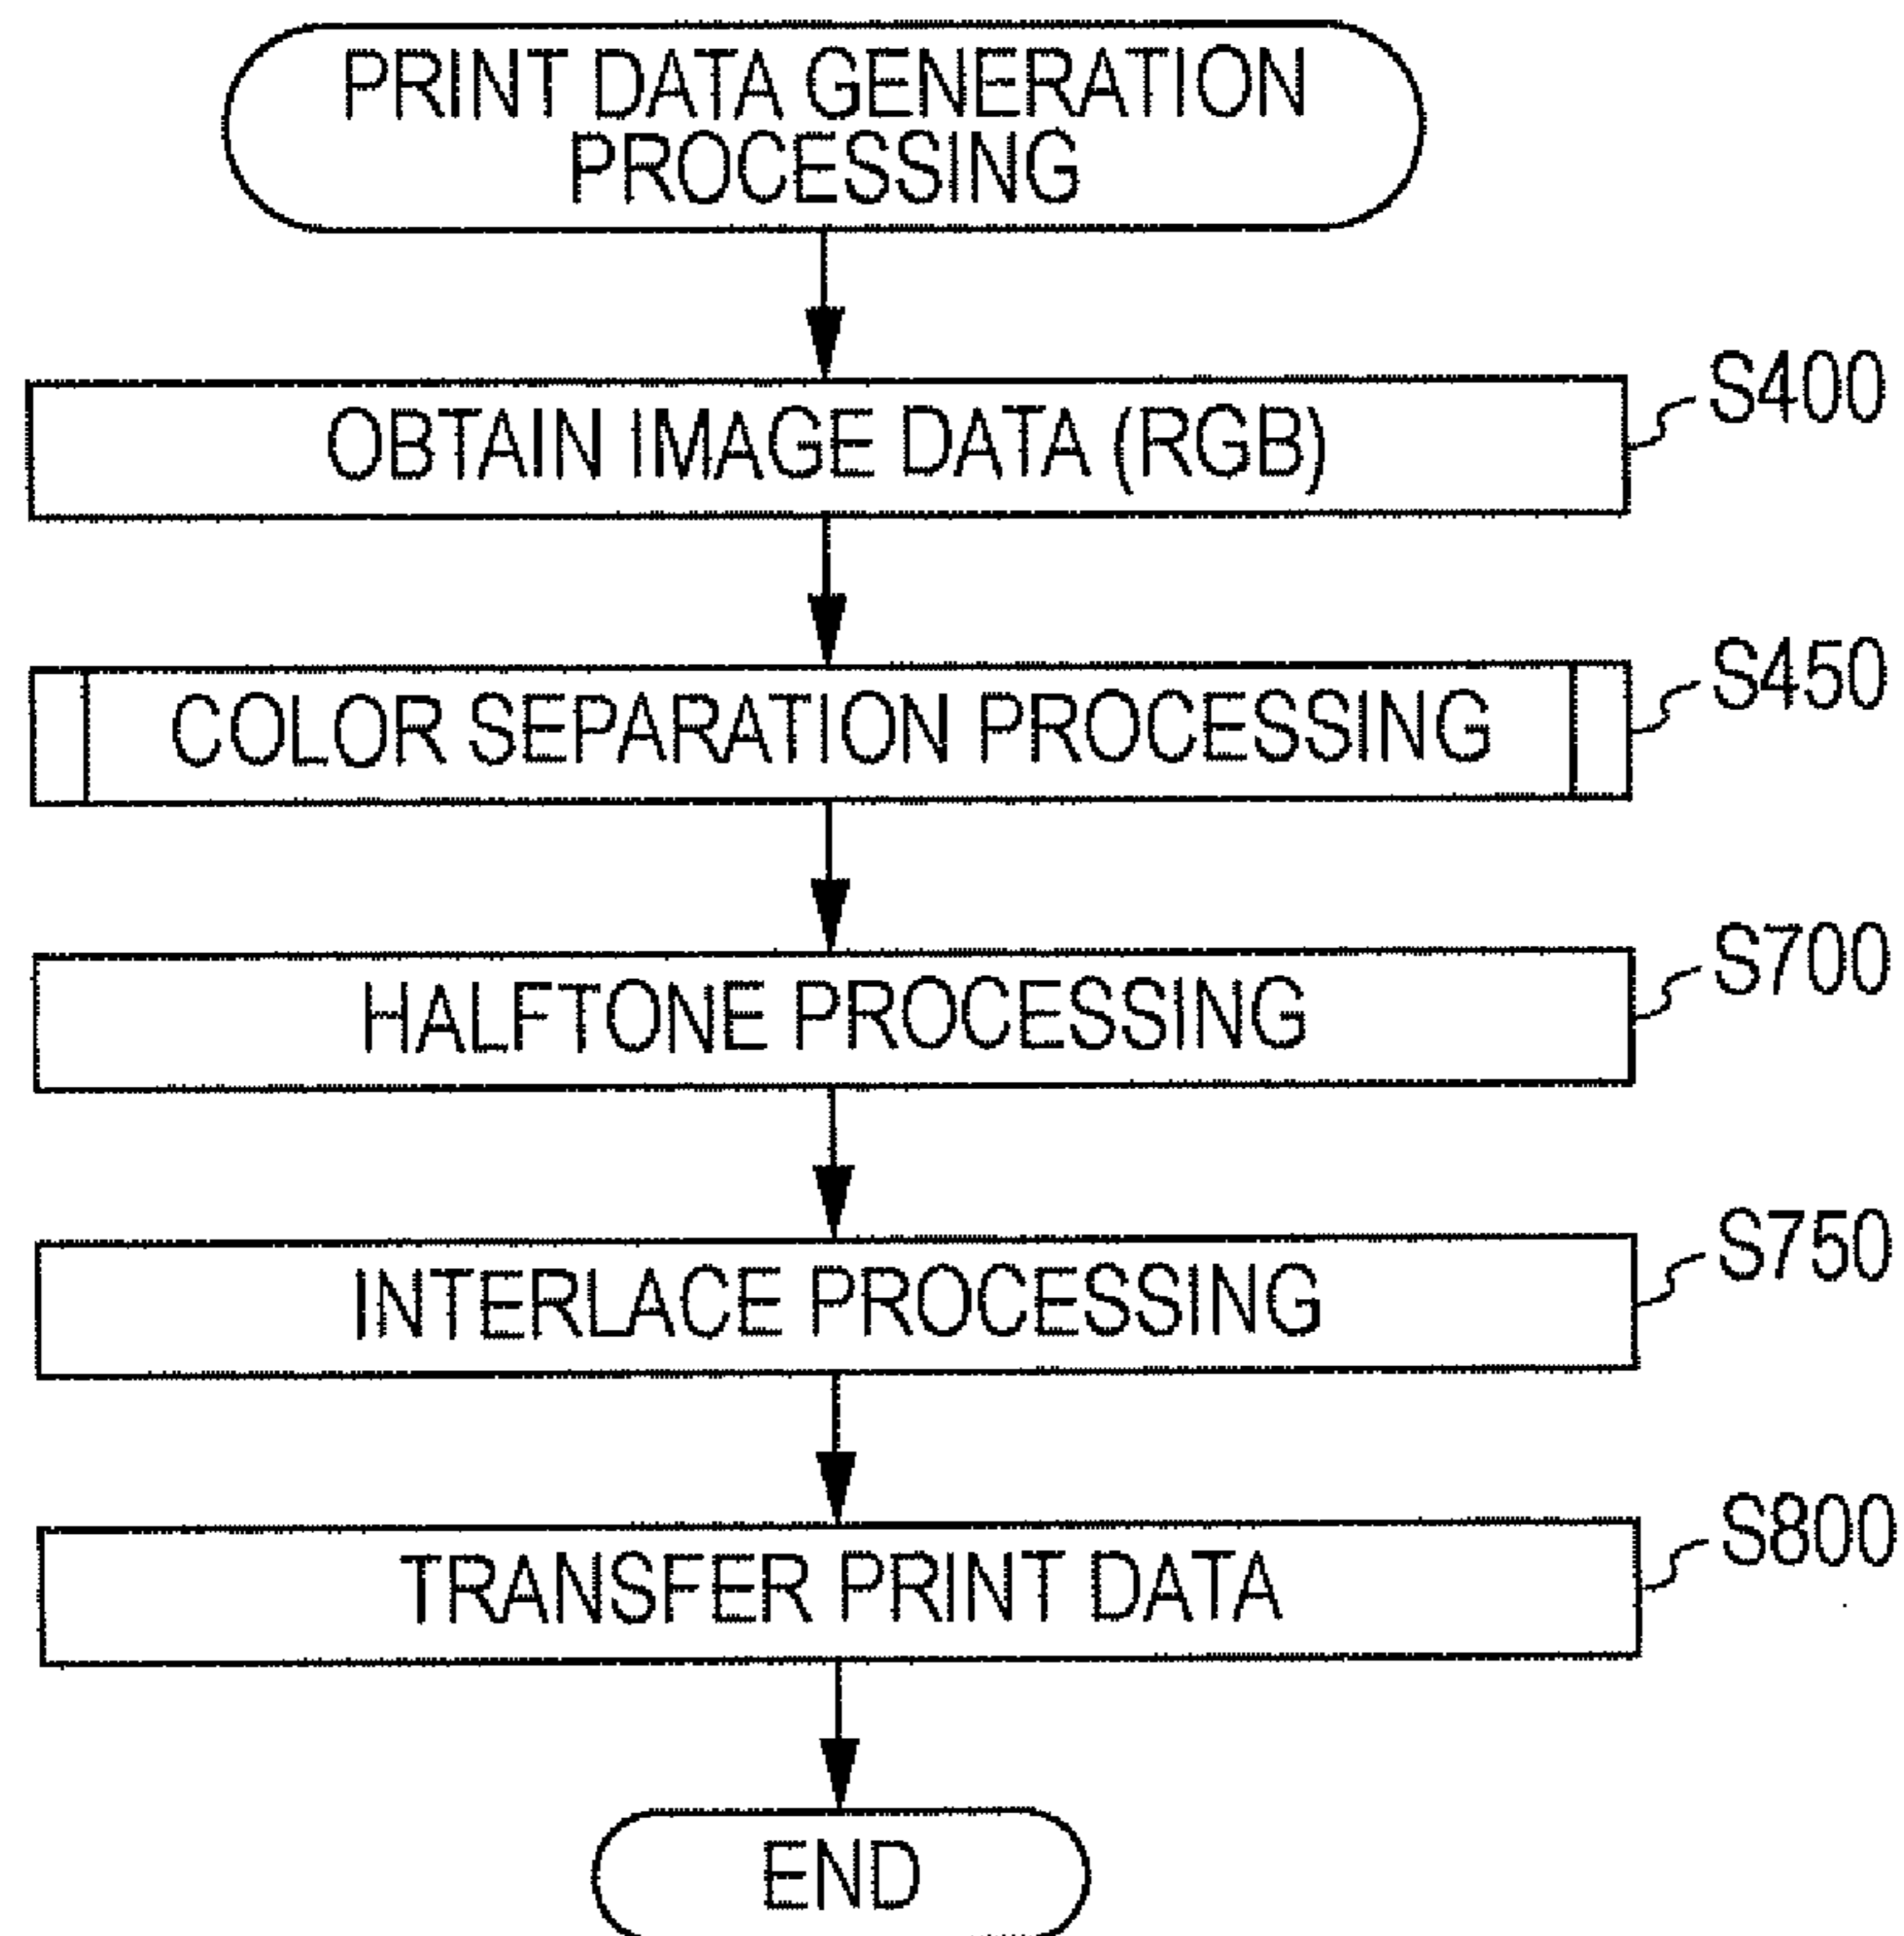 PRINT DATA GENERATION
PROCESSING
OBTAIN IMAGE DATA (RGB)
S400
COLOR SEPARATION PROCESSING
S450
HALFTONE PROCESSING
S700
INTERLACE PROCESSING
S750
TRANSFER PRINT DATA
S800
END